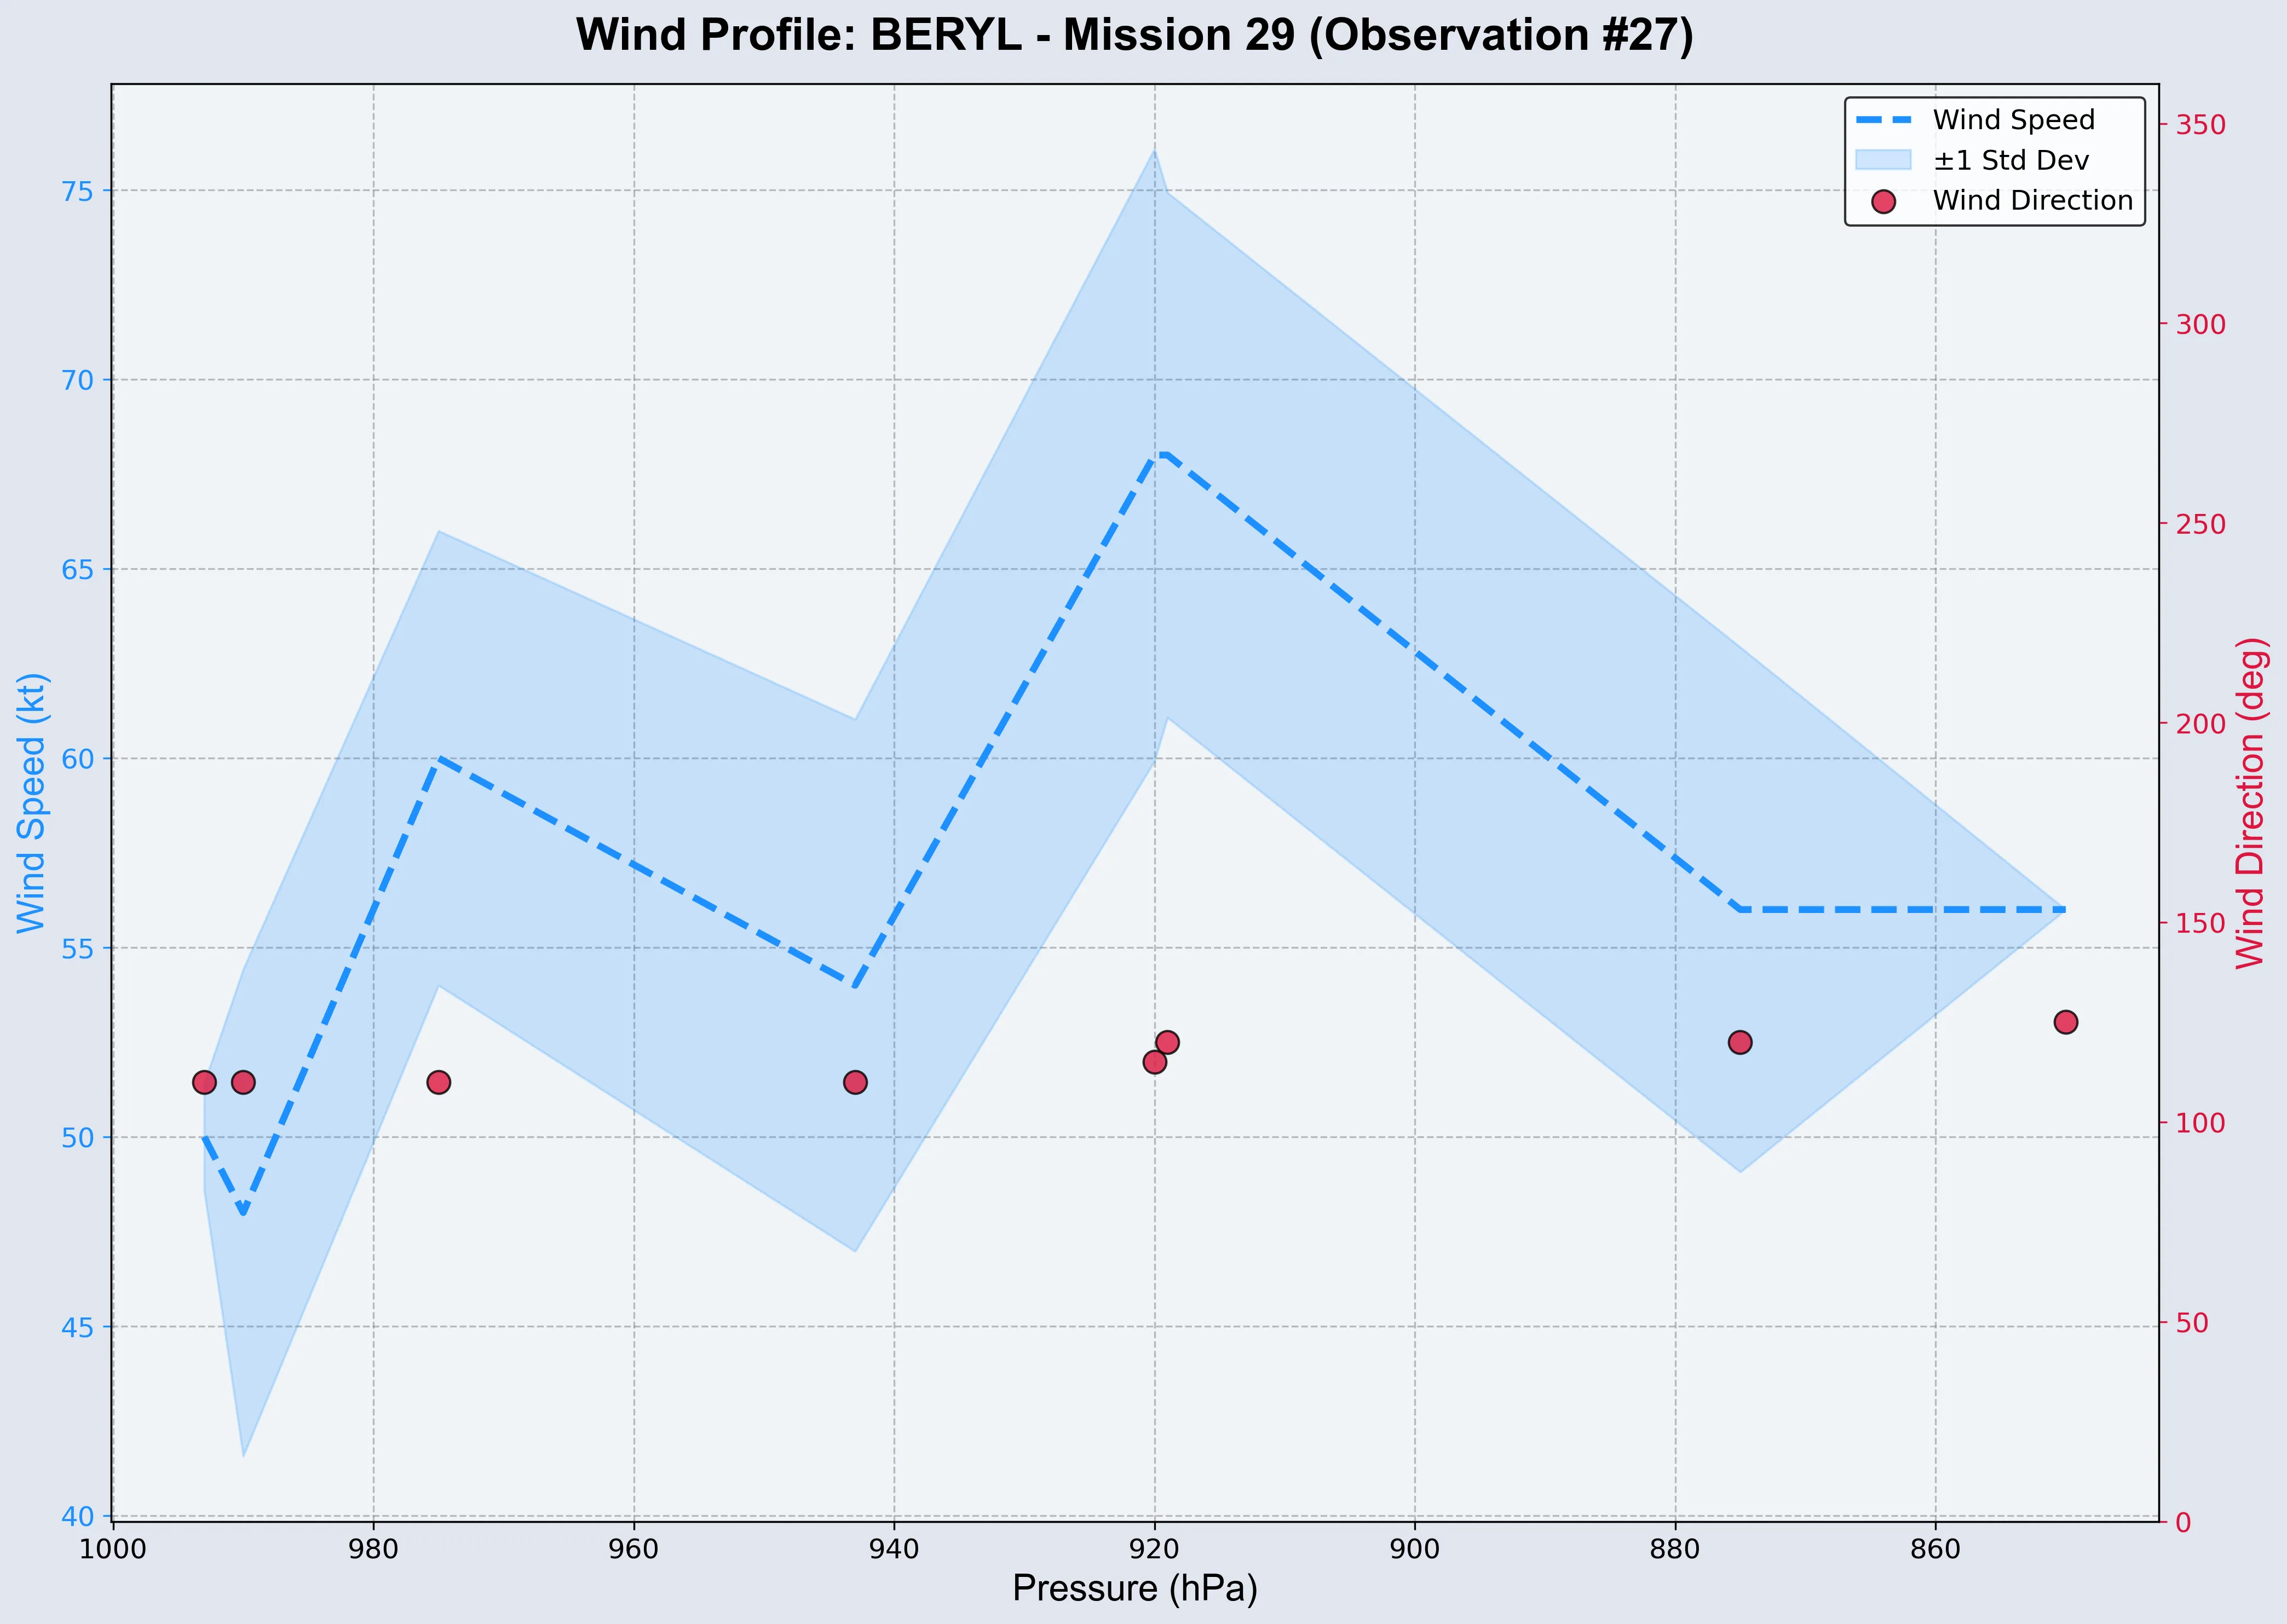 Wind Profile: BERYL - Mission 29 (Observation #27)
Wind Speed
±1 Std Dev
Wind Direction
75
70
65
60
55
50
45
40
Wind Speed (kt)
350
300
250
200
150
100
50
0
Wind Direction (deg)
1000 980 960 940 920 900 880 860
Pressure (hPa)